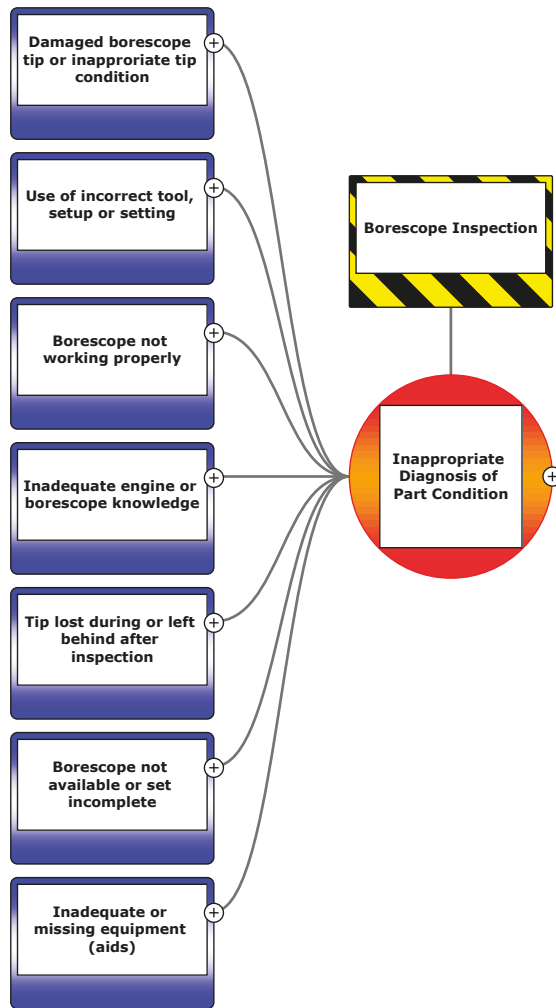 Damaged borescope
tip or inapproriate tip
condition
Use of incorrect tool,
setup or setting
Borescope not
working properly
Inadequate engine or
borescope knowledge
Tip lost during or left
behind after
inspection
Borescope not
available or set
incomplete
Inadequate or
missing equipment
(aids)
Borescope Inspection
Inappropriate
Diagnosis of
Part Condition